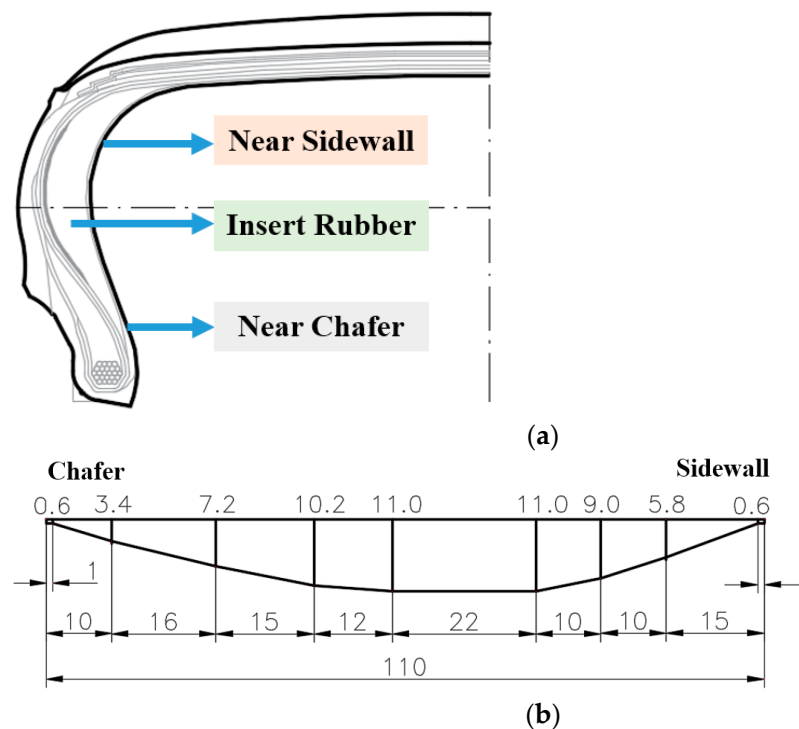 Near Sidewall
Insert Rubber
Near Chafer
(a)
Chafer Sidewall
0.6 3.4 7.2 10.2 11.0 11.0 9.0 5.8 0.6
1
10 16 15 12 22 10 10 15
110
(b)